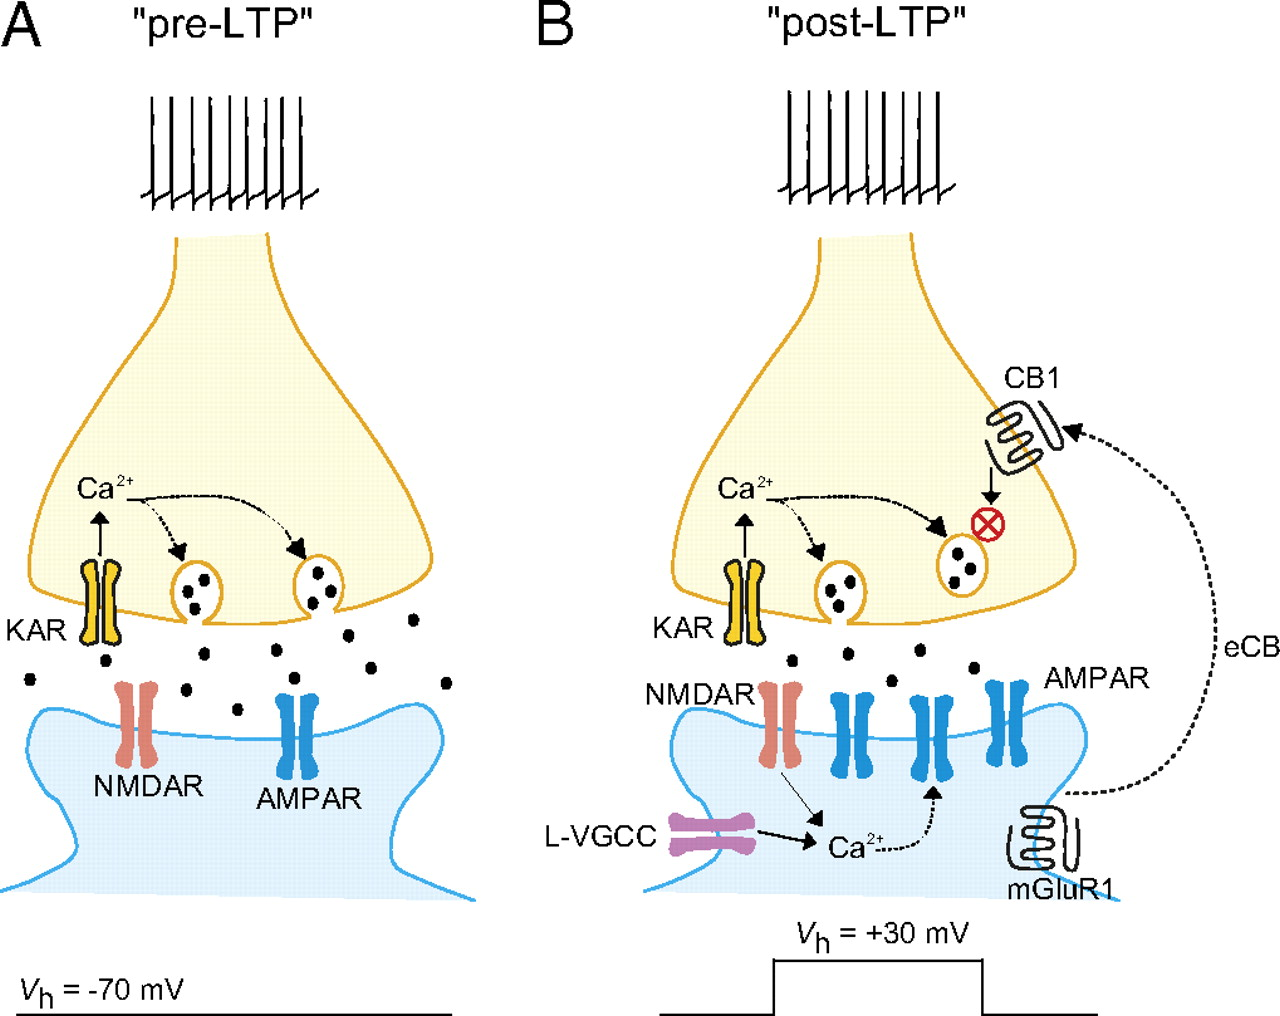 A
"pre-LTP"
Ca2+
KAR
NMDAR
AMPAR
Vh = -70 mV
B
"post-LTP"
CB1
Ca2+
KAR
eCB
NMDAR
AMPAR
L-VGCC
Ca2+
mGluR1
Vh = +30 mV